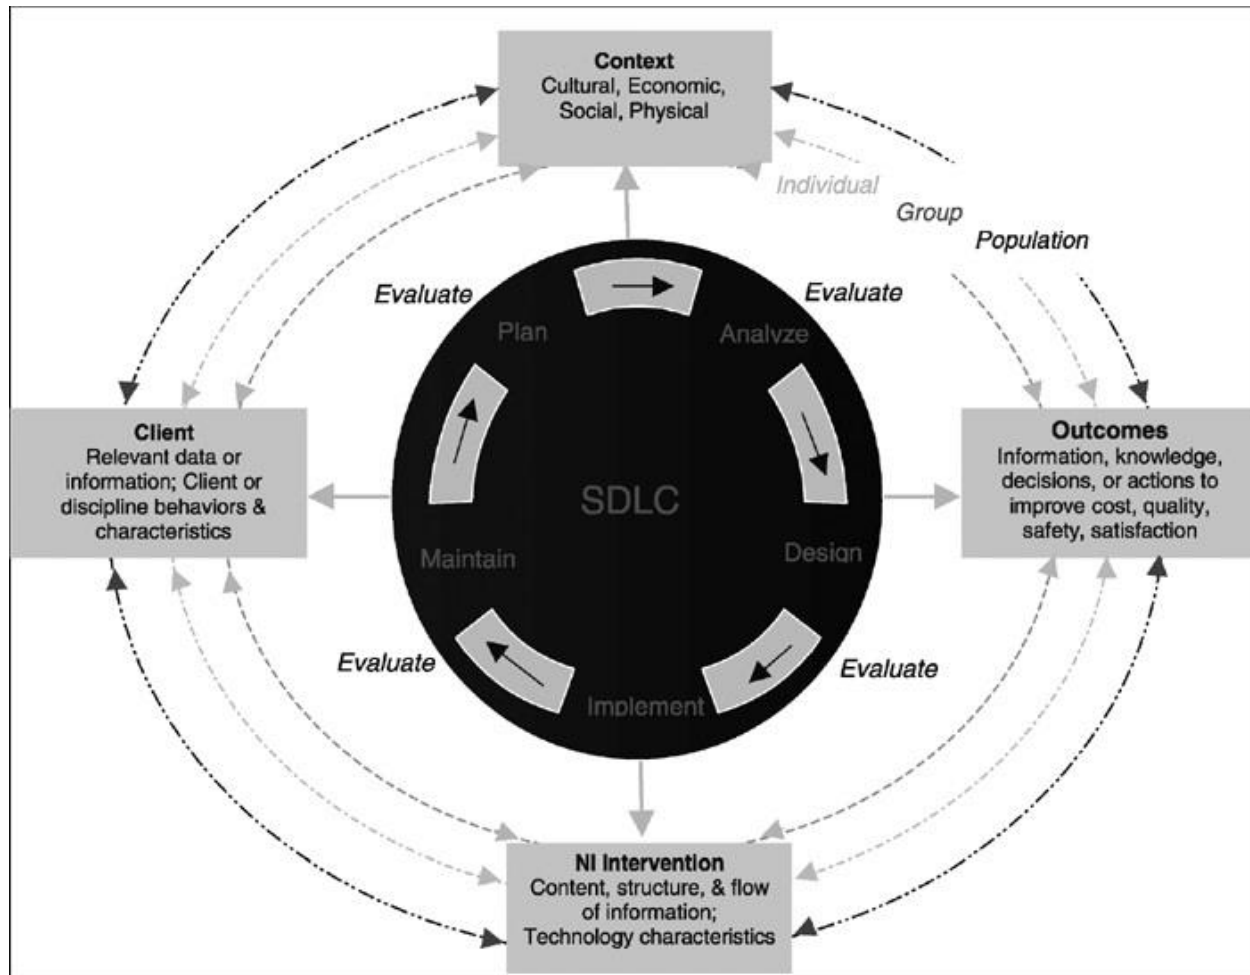 Context
Cultural, Economic,
Social, Physical
Individual
Group
Population
Evaluate
Evaluate
Plan
Analyze
Client
Relevant data or
information; Client or
discipline behaviors &
characteristics
SDLC
Outcomes
Information, knowledge,
decisions, or actions to
improve cost, quality,
safety, satisfaction
Maintain
Design
Evaluate
Evaluate
Implement
NI Intervention
Content, structure, & flow
of information;
Technology characteristics